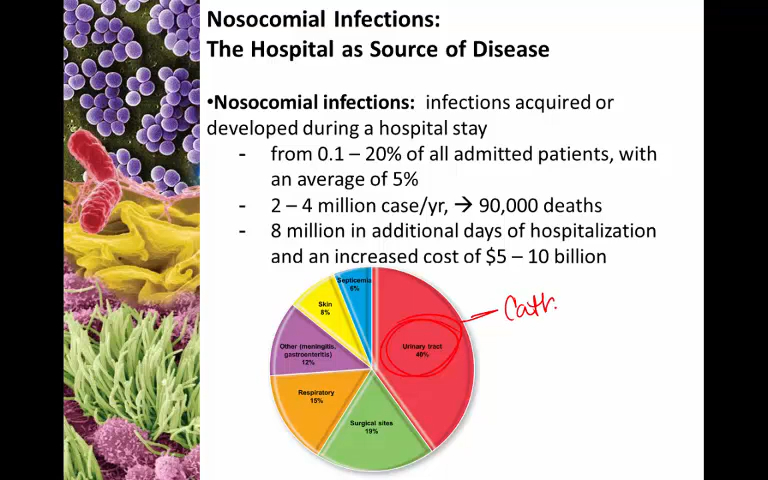 Nosocomial Infections:
The Hospital as Source of Disease
•Nosocomial infections: infections acquired or
developed during a hospital stay
- from 0.1 – 20% of all admitted patients, with
an average of 5%
- 2 – 4 million case/yr, → 90,000 deaths
- 8 million in additional days of hospitalization
and an increased cost of $5 – 10 billion
Septicemia
6%
Skin
8%
Cath.
Urinary tract
40%
Other (meningitis,
gastroenteritis)
12%
Respiratory
15%
Surgical sites
19%